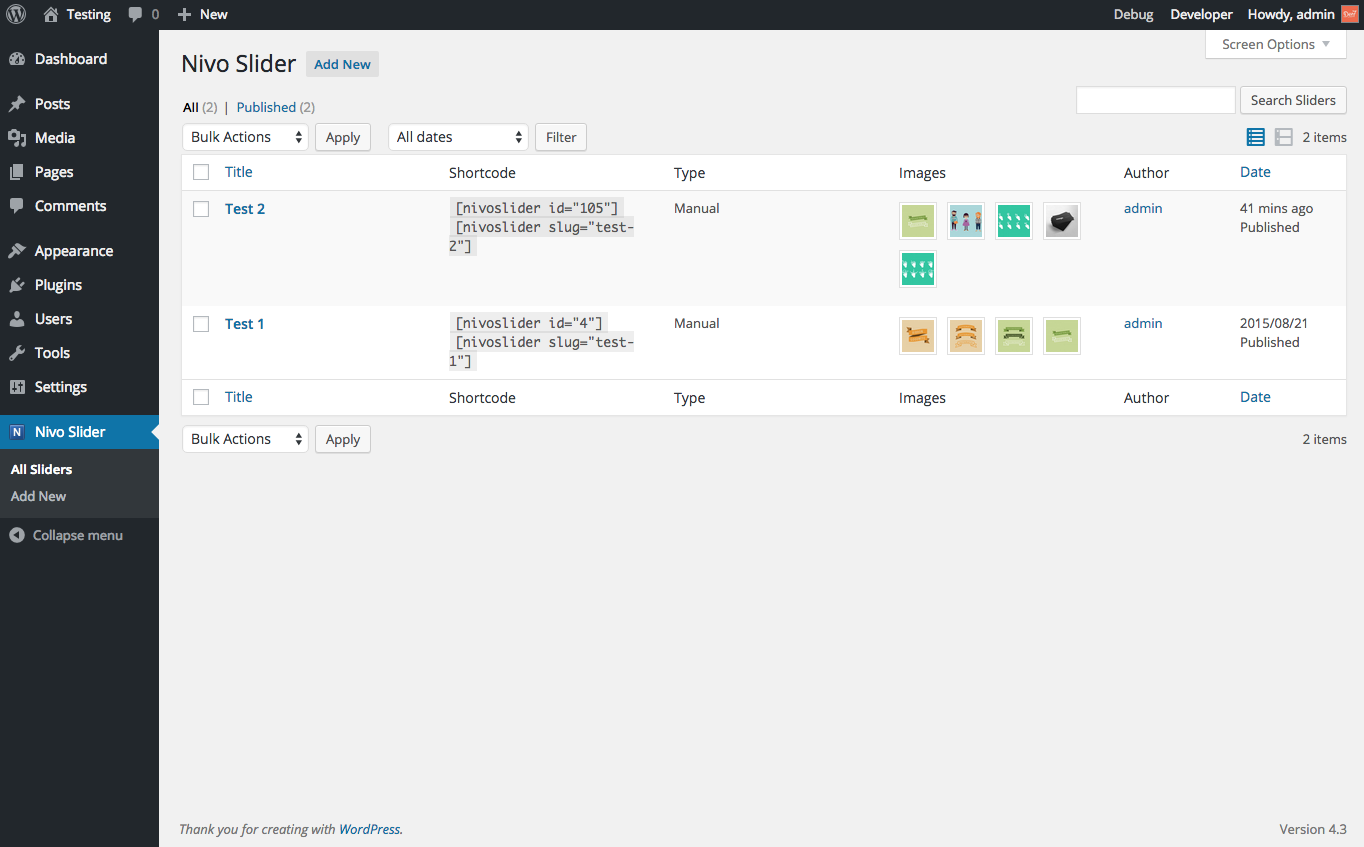 Testing 0 New Debug Developer Howdy, admin
Screen Options
Dashboard
Posts
Media
Pages
Comments
Appearance
Plugins
Users
Tools
Settings
N Nivo Slider
All Sliders
Add New
Collapse menu
Nivo Slider Add New
All (2) | Published (2)
Search Sliders
Bulk Actions Apply All dates Filter 2 items
Title Shortcode Type Images Author Date
Test 2 [nivoslider id="105"] Manual admin 41 mins ago
[nivoslider slug="test- Published
2"]
Test 1 [nivoslider id="4"] Manual admin 2015/08/21
[nivoslider slug="test- Published
1"]
Title Shortcode Type Images Author Date
Bulk Actions Apply 2 items
Thank you for creating with WordPress. Version 4.3